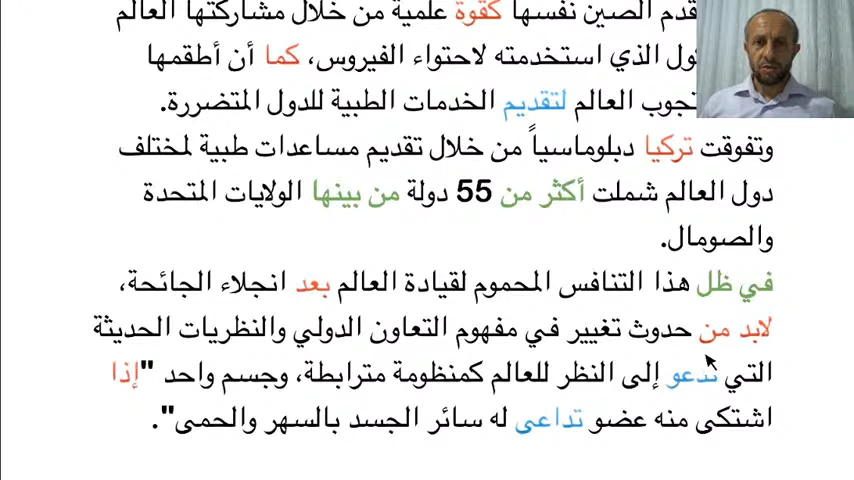 قدم الصين نفسها كقوة علمية من خلال مشاركتها العالم
الذي استخدمته لاحتواء الفيروس، كما أن أطقمها
تجوب العالم لتقديم الخدمات الطبية للدول المتضررة.
وتفوقت تركيا دبلوماسياً من خلال تقديم مساعدات طبية لمختلف
دول العالم شملت أكثر من 55 دولة من بينها الولايات المتحدة
والصومال.
في ظل هذا التنافس المحموم لقيادة العالم بعد انجلاء الجائحة،
لابد من حدوث تغيير في مفهوم التعاون الدولي والنظريات الحديثة
التي تدعو إلى النظر للعالم كمنظومة مترابطة، وجسم واحد "إذا
اشتكى منه عضو تداعى له سائر الجسد بالسهر والحمى".